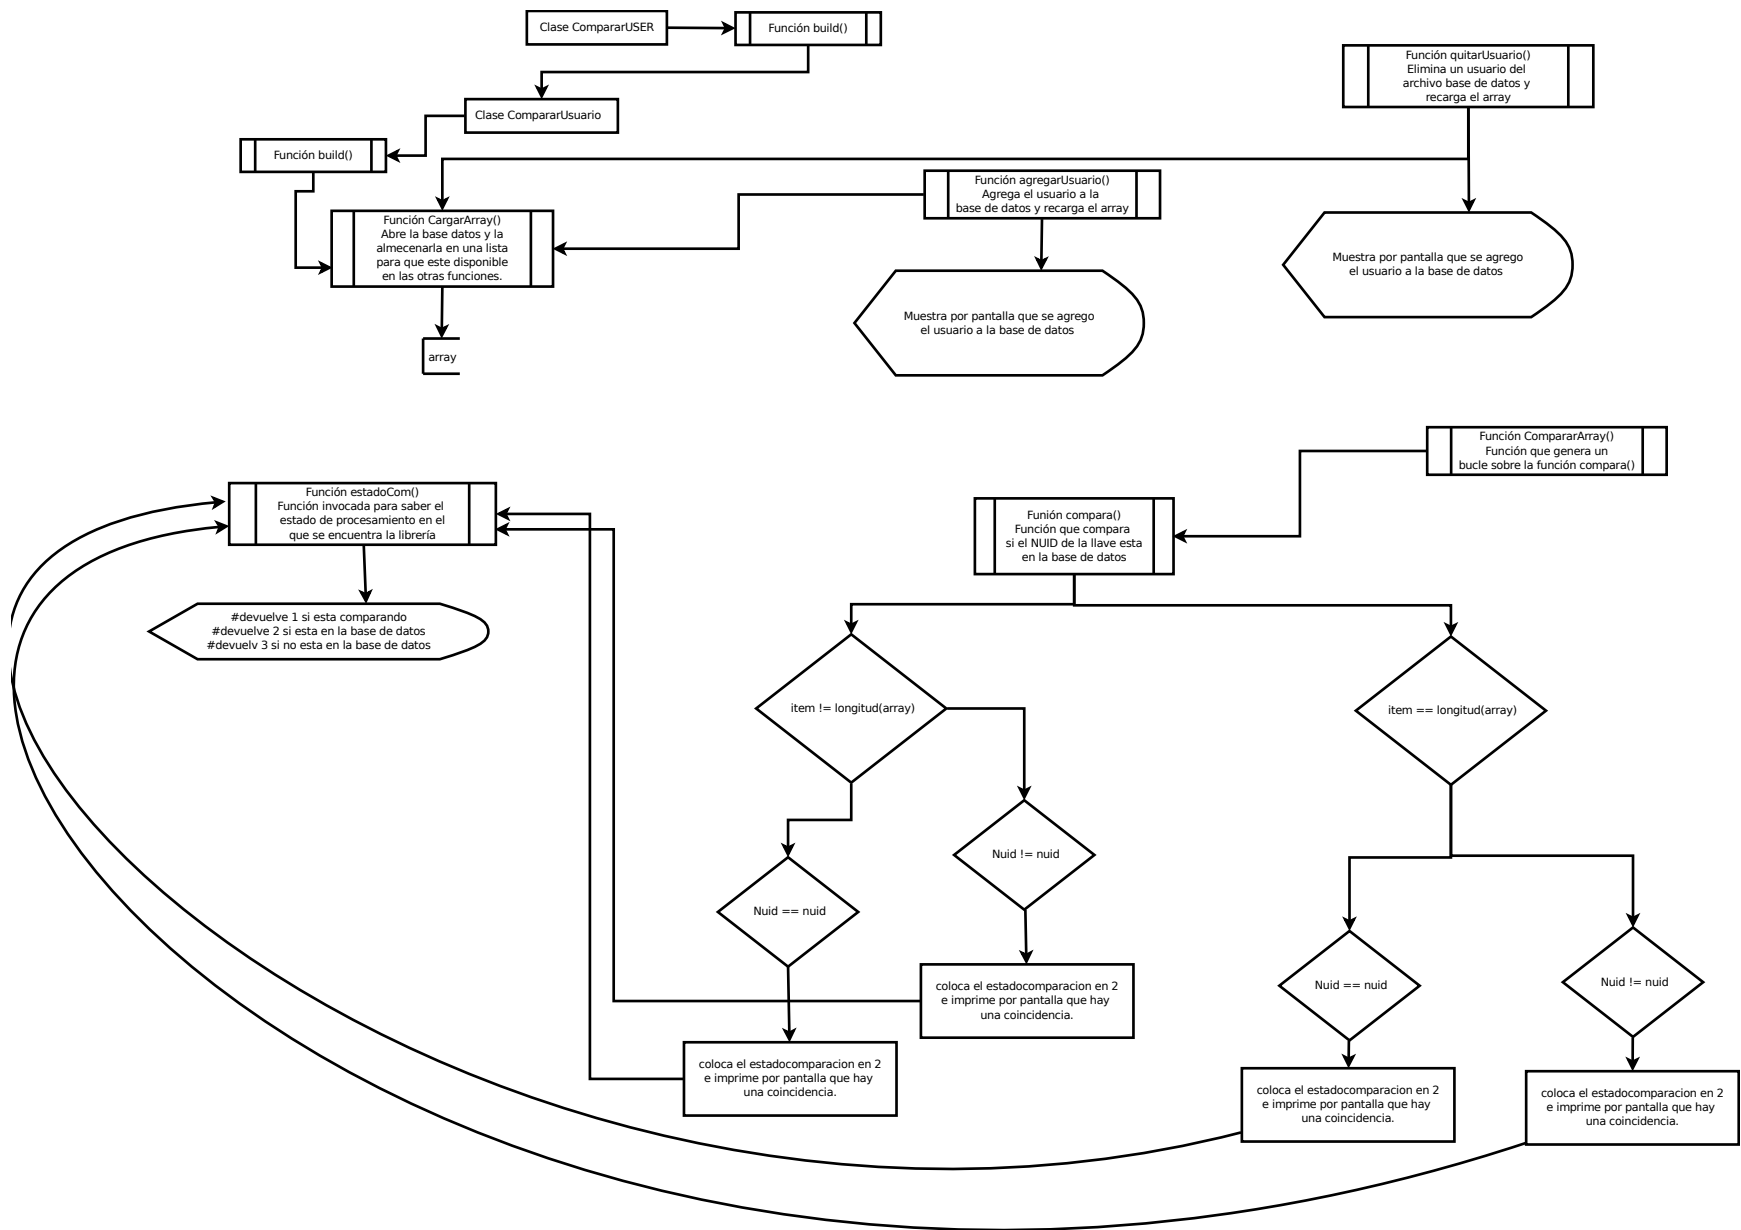 Clase CompararUSER
Función build()
Función quitarUsuario()
Elimina un usuario del
archivo base de datos y
recarga el array
Clase CompararUsuario
Función build()
Función agregarUsuario()
Agrega el usuario a la
base de datos y recarga el array
Función CargarArray()
Abre la base datos y la
almecenarla en una lista
para que este disponible
en las otras funciones.
Muestra por pantalla que se agrego
el usuario a la base de datos
Muestra por pantalla que se agrego
el usuario a la base de datos
array
Función CompararArray()
Función que genera un
bucle sobre la función compara()
Función estadoCom()
Función invocada para saber el
estado de procesamiento en el
que se encuentra la librería
Funión compara()
Función que compara
si el NUID de la llave esta
en la base de datos
#devuelve 1 si esta comparando
#devuelve 2 si esta en la base de datos
#devuelv 3 si no esta en la base de datos
item != longitud(array)
item == longitud(array)
Nuid != nuid
Nuid == nuid
Nuid == nuid
Nuid != nuid
coloca el estadocomparacion en 2
e imprime por pantalla que hay
una coincidencia.
coloca el estadocomparacion en 2
e imprime por pantalla que hay
una coincidencia.
coloca el estadocomparacion en 2
e imprime por pantalla que hay
una coincidencia.
coloca el estadocomparacion en 2
e imprime por pantalla que hay
una coincidencia.